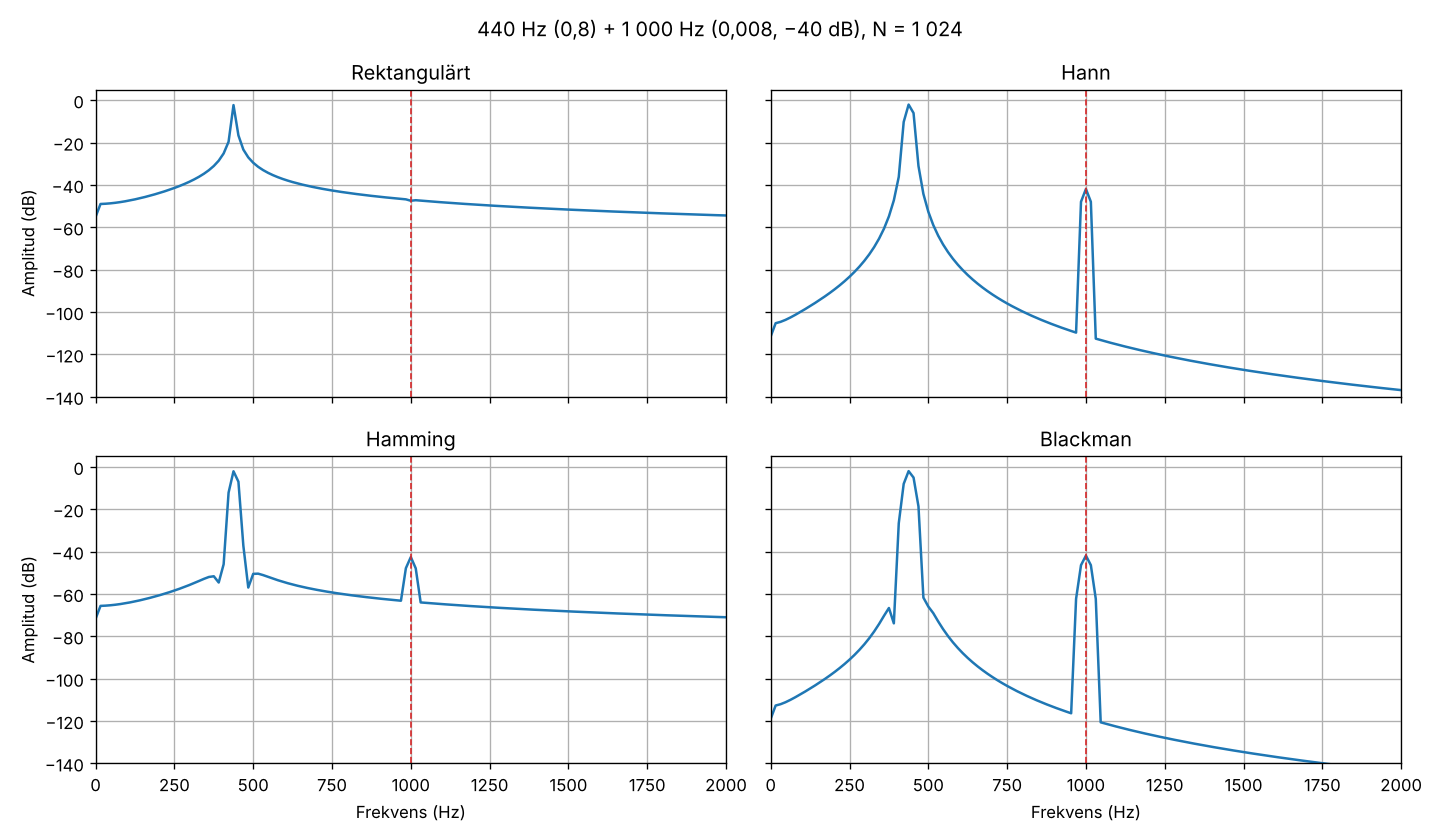 440 Hz (0,8) + 1 000 Hz (0,008, −40 dB), N = 1 024
Rektangulärt
Hann
0
−20
−40
−60
−80
−100
−120
−140
Amplitud (dB)
Hamming
Blackman
0
−20
−40
−60
−80
−100
−120
−140
Amplitud (dB)
0 250 500 750 1000 1250 1500 1750 2000
0 250 500 750 1000 1250 1500 1750 2000
Frekvens (Hz)
Frekvens (Hz)